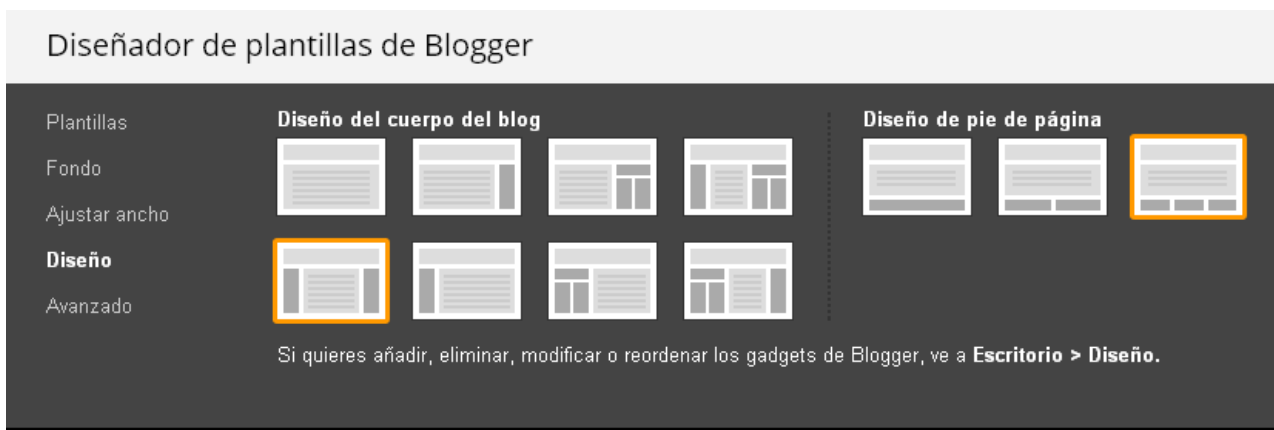 Diseñador de plantillas de Blogger
Plantillas
Fondo
Ajustar ancho
Diseño
Avanzado
Diseño del cuerpo del blog
Diseño de pie de página
Si quieres añadir, eliminar, modificar o reordenar los gadgets de Blogger, ve a Escritorio > Diseño.